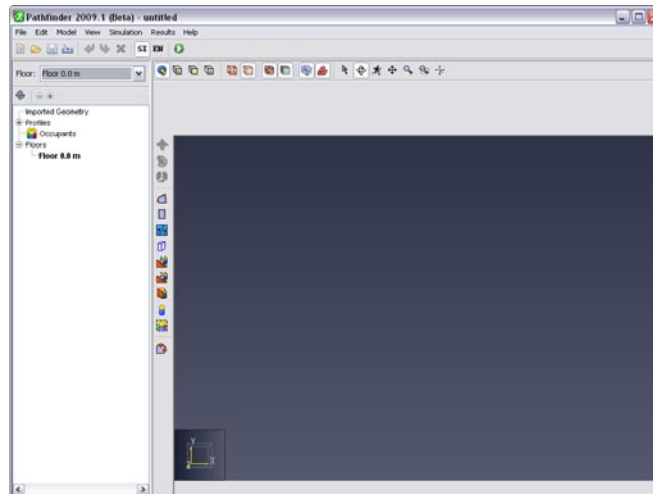 Pathfinder 2009.1 (Beta) - untitled
File Edit Model View Simulation Results Help
SI EN
Floor: Floor 0.0 m
Imported Geometry
Profiles
Occupants
Floors
Floor 0.0 m
Y
X